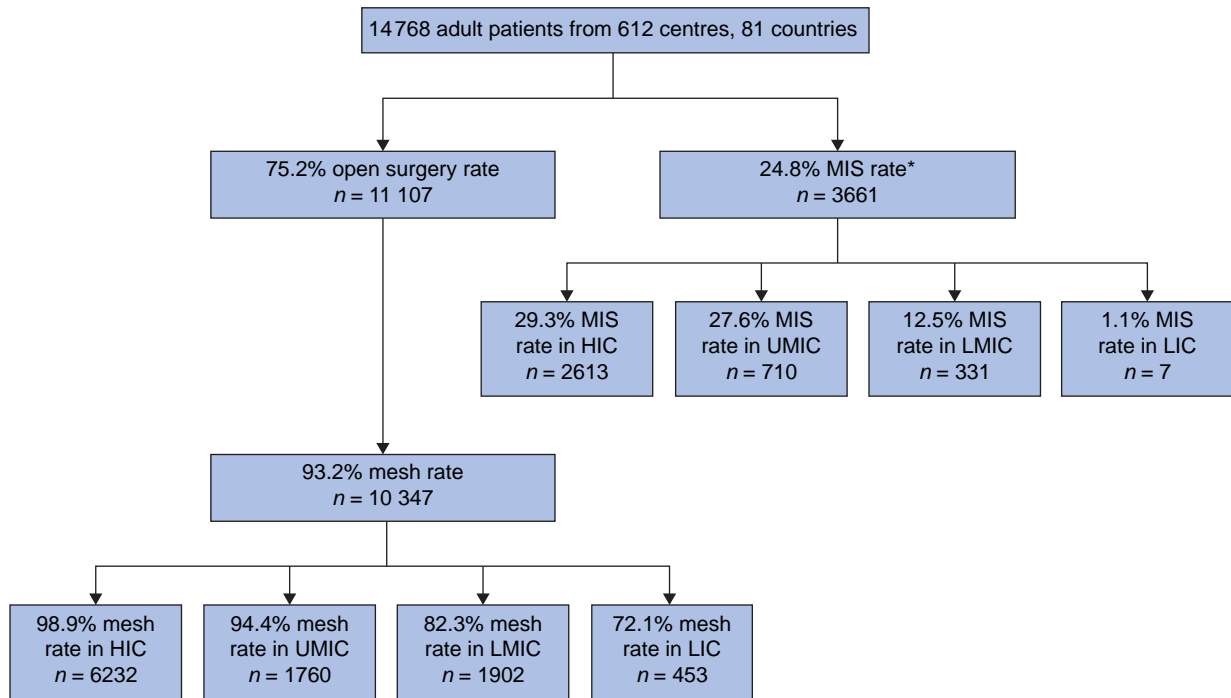 14 768 adult patients from 612 centres, 81 countries
75.2% open surgery rate
n = 11 107
24.8% MIS rate*
n = 3661
29.3% MIS
rate in HIC
n = 2613
27.6% MIS
rate in UMIC
n = 710
12.5% MIS
rate in LMIC
n = 331
1.1% MIS
rate in LIC
n = 7
93.2% mesh rate
n = 10 347
98.9% mesh
rate in HIC
n = 6232
94.4% mesh
rate in UMIC
n = 1760
82.3% mesh
rate in LMIC
n = 1902
72.1% mesh
rate in LIC
n = 453